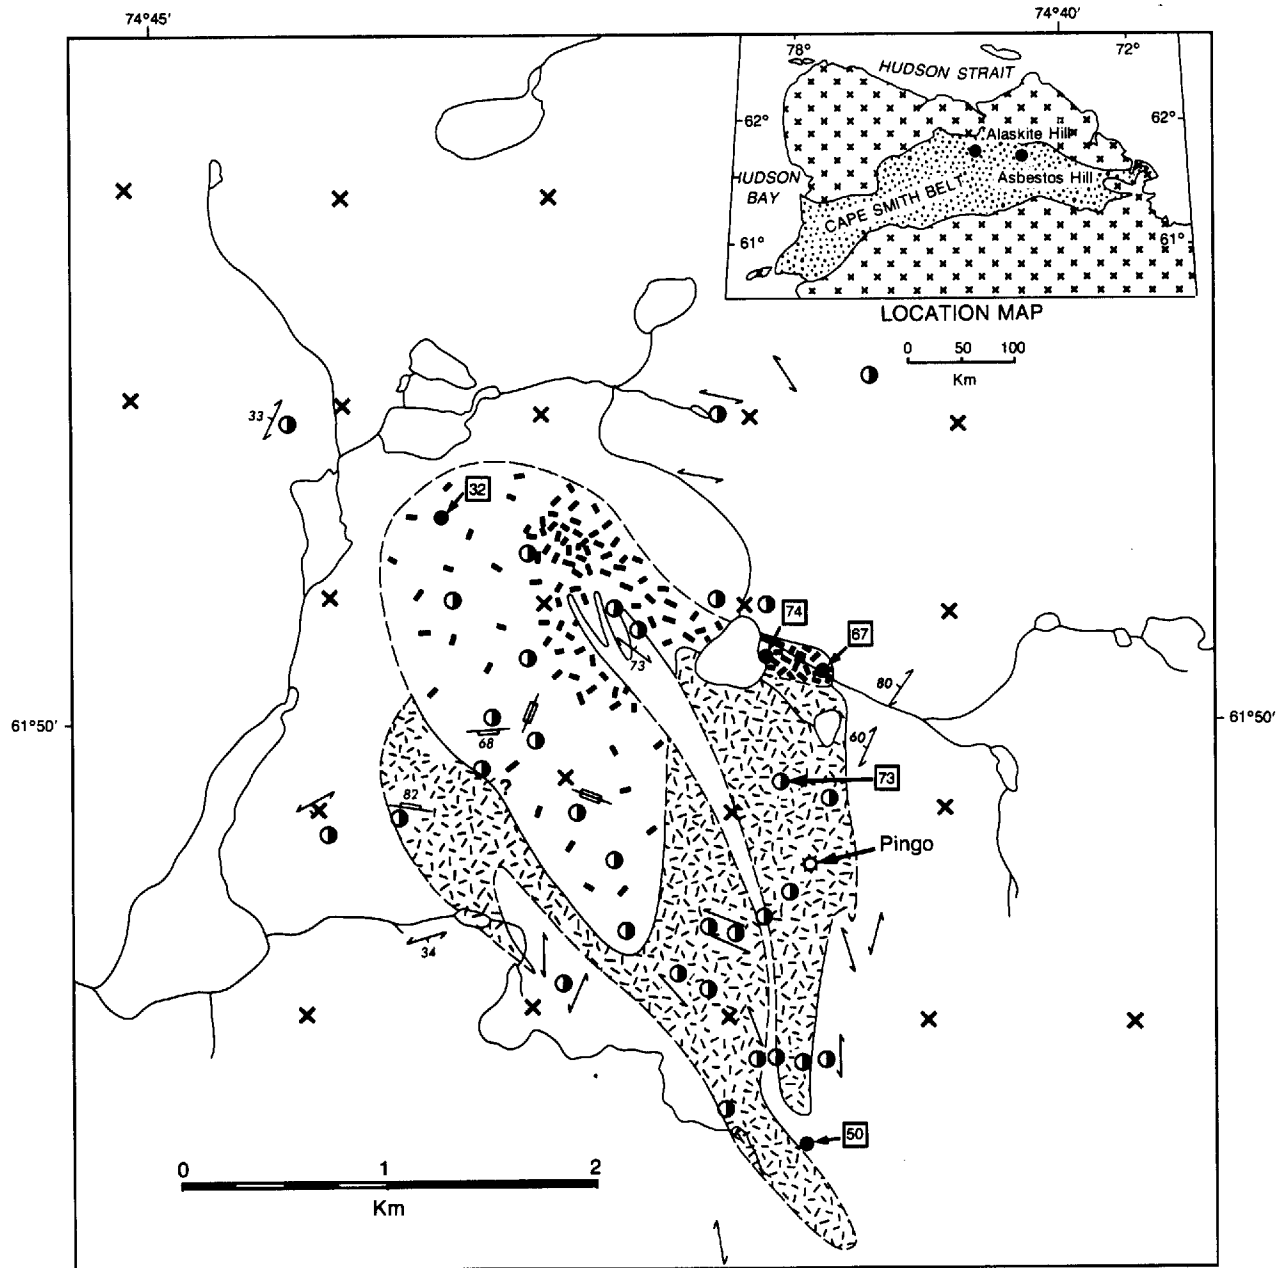 74°45'
74°40'
78°
72°
HUDSON STRAIT
62°
62°
Alaskite Hill
HUDSON
BAY
Asbestos Hill
CAPE SMITH BELT
61°
61°
LOCATION MAP
0 50 100
Km
33
32
74
67
73
80
61°50'
61°50'
68
60
?
73
82
Pingo
34
50
0 1 2
Km